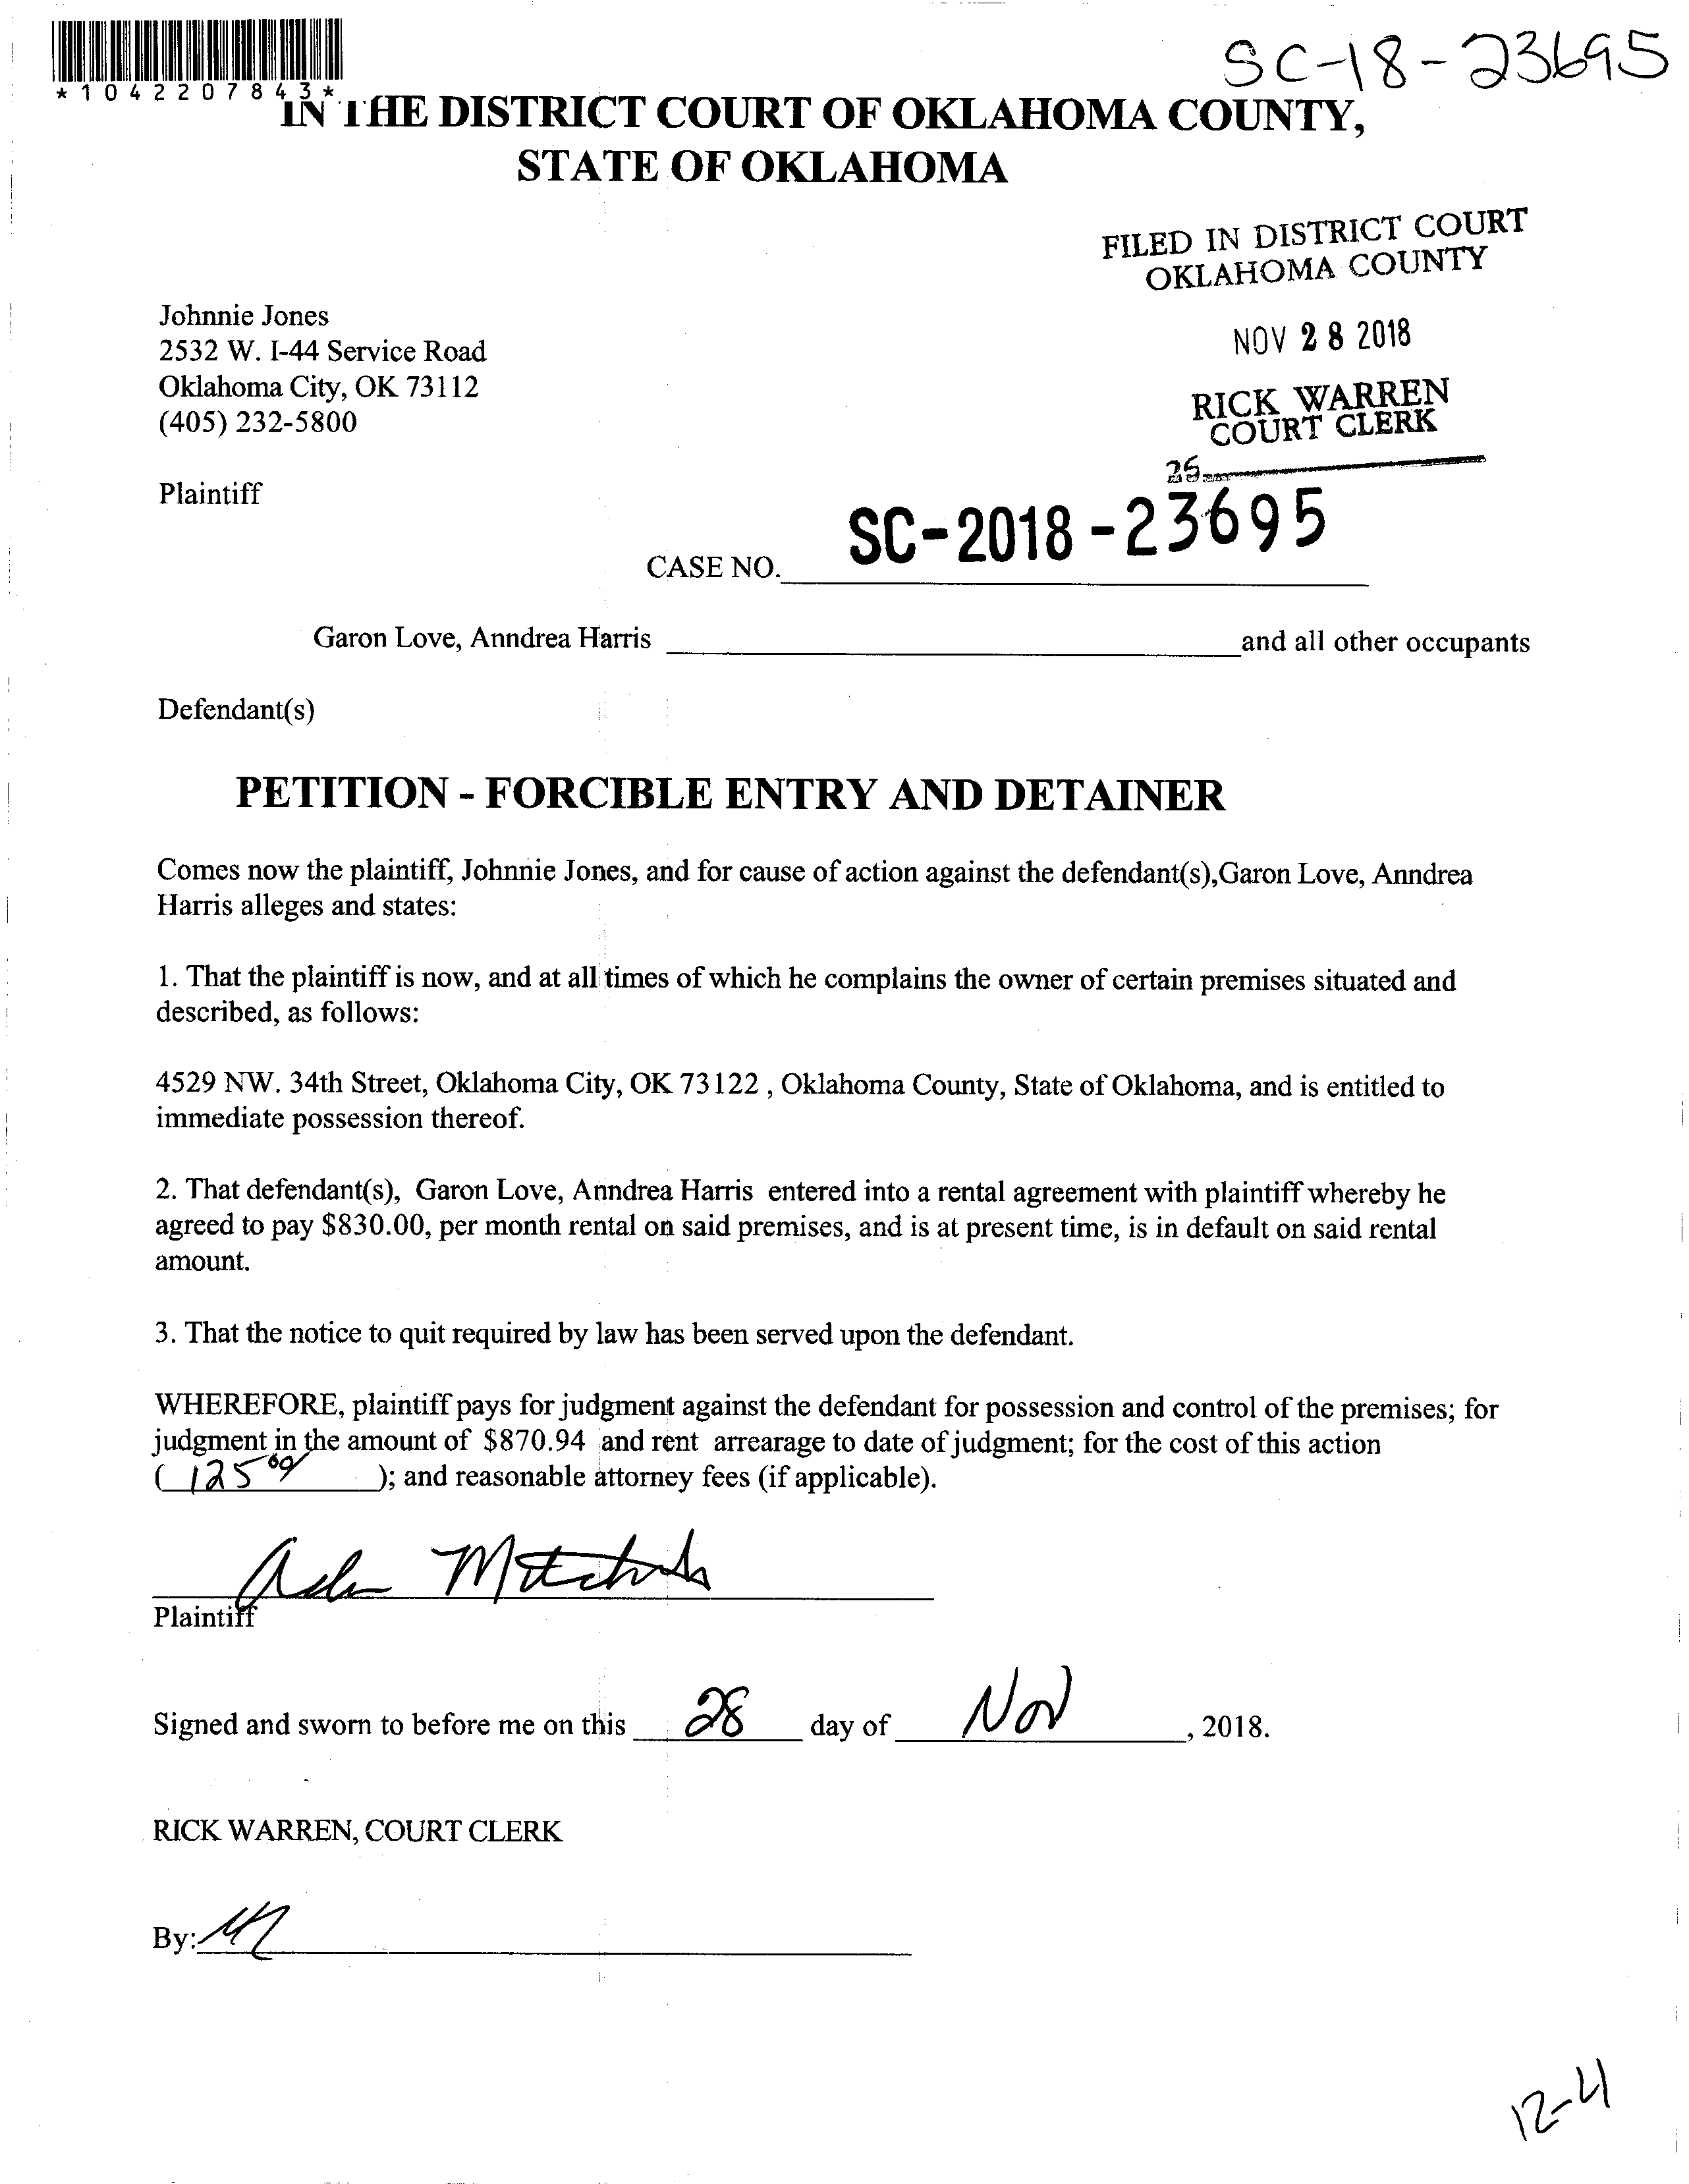 SC-18-23695
*1042207843*
IN THE DISTRICT COURT OF OKLAHOMA COUNTY,
STATE OF OKLAHOMA
FILED IN DISTRICT COURT
OKLAHOMA COUNTY
Johnnie Jones
2532 W. I-44 Service Road
Oklahoma City, OK 73112
(405) 232-5800
NOV 28 2018
RICK WARREN
COURT CLERK
25
Plaintiff
CASE NO. SC-2018-23695
Garon Love, Anndrea Harris and all other occupants
Defendant(s)
PETITION - FORCIBLE ENTRY AND DETAINER
Comes now the plaintiff, Johnnie Jones, and for cause of action against the defendant(s),Garon Love, Anndrea
Harris alleges and states:
1. That the plaintiff is now, and at all times of which he complains the owner of certain premises situated and
described, as follows:
4529 NW. 34th Street, Oklahoma City, OK 73122 , Oklahoma County, State of Oklahoma, and is entitled to
immediate possession thereof.
2. That defendant(s), Garon Love, Anndrea Harris entered into a rental agreement with plaintiff whereby he
agreed to pay $830.00, per month rental on said premises, and is at present time, is in default on said rental
amount.
3. That the notice to quit required by law has been served upon the defendant.
WHEREFORE, plaintiff pays for judgment against the defendant for possession and control of the premises; for
judgment in the amount of $870.94 and rent arrearage to date of judgment; for the cost of this action
( 125 00 ); and reasonable attorney fees (if applicable).
Plaintiff
Signed and sworn to before me on this 28 day of Nov , 2018.
RICK WARREN, COURT CLERK
By:
12-4